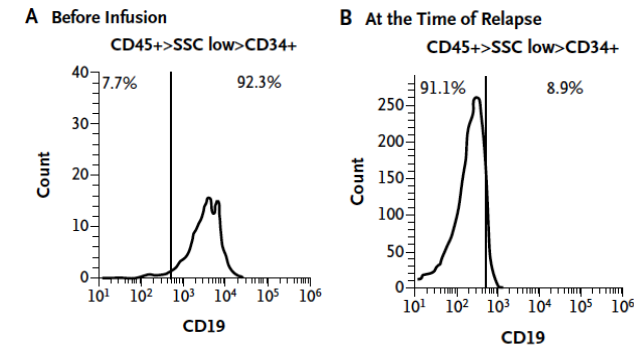 A Before Infusion
CD45+>SSC low>CD34+
40
7.7%
92.3%
30
20
10
0
Count
10¹ 10² 10³ 10⁴ 10⁵ 10⁶
CD19
B At the Time of Relapse
CD45+>SSC low>CD34+
91.1%
8.9%
250
200
150
100
50
0
Count
10¹ 10² 10³ 10⁴ 10⁵ 10⁶
CD19